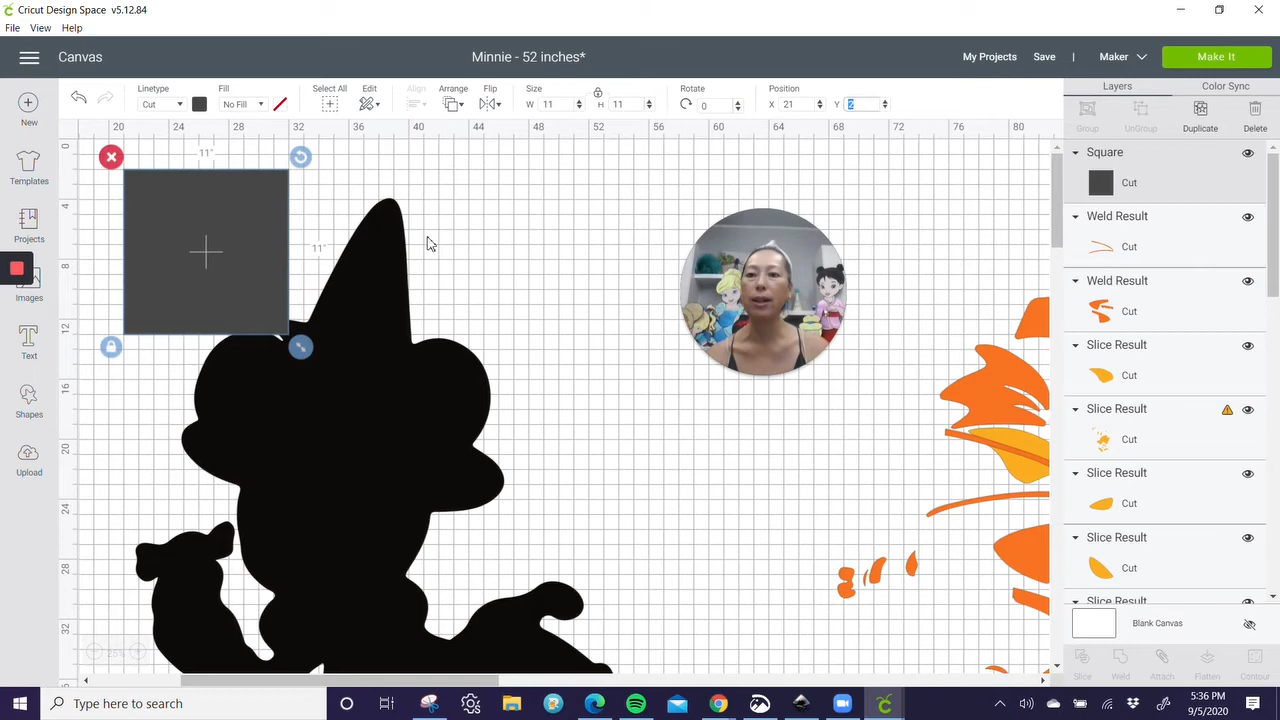 Cricut Design Space v5.12.84
File View Help
Canvas
Minnie - 52 inches*
My Projects Save | Maker Make It
Linetype Fill Select All Align Edit Arrange Flip Size Rotate Position
Cut No Fill W 11 H 11 0 X 21 Y 2
Layers Color Sync
Group UnGroup Duplicate Delete
20 24 28 32 36 40 44 48 52 56 60 64 68 72 76 80
0 4 8 12 16 20 24 28 32
11"
11"
New
Templates
Projects
Images
Text
Shapes
Upload
Square
Cut
Weld Result
Cut
Weld Result
Cut
Slice Result
Cut
Slice Result
Cut
Slice Result
Cut
Slice Result
Cut
Slice Result
Blank Canvas
Slice Weld Attach Flatten Contour
25%
Type here to search
5:36 PM
9/5/2020